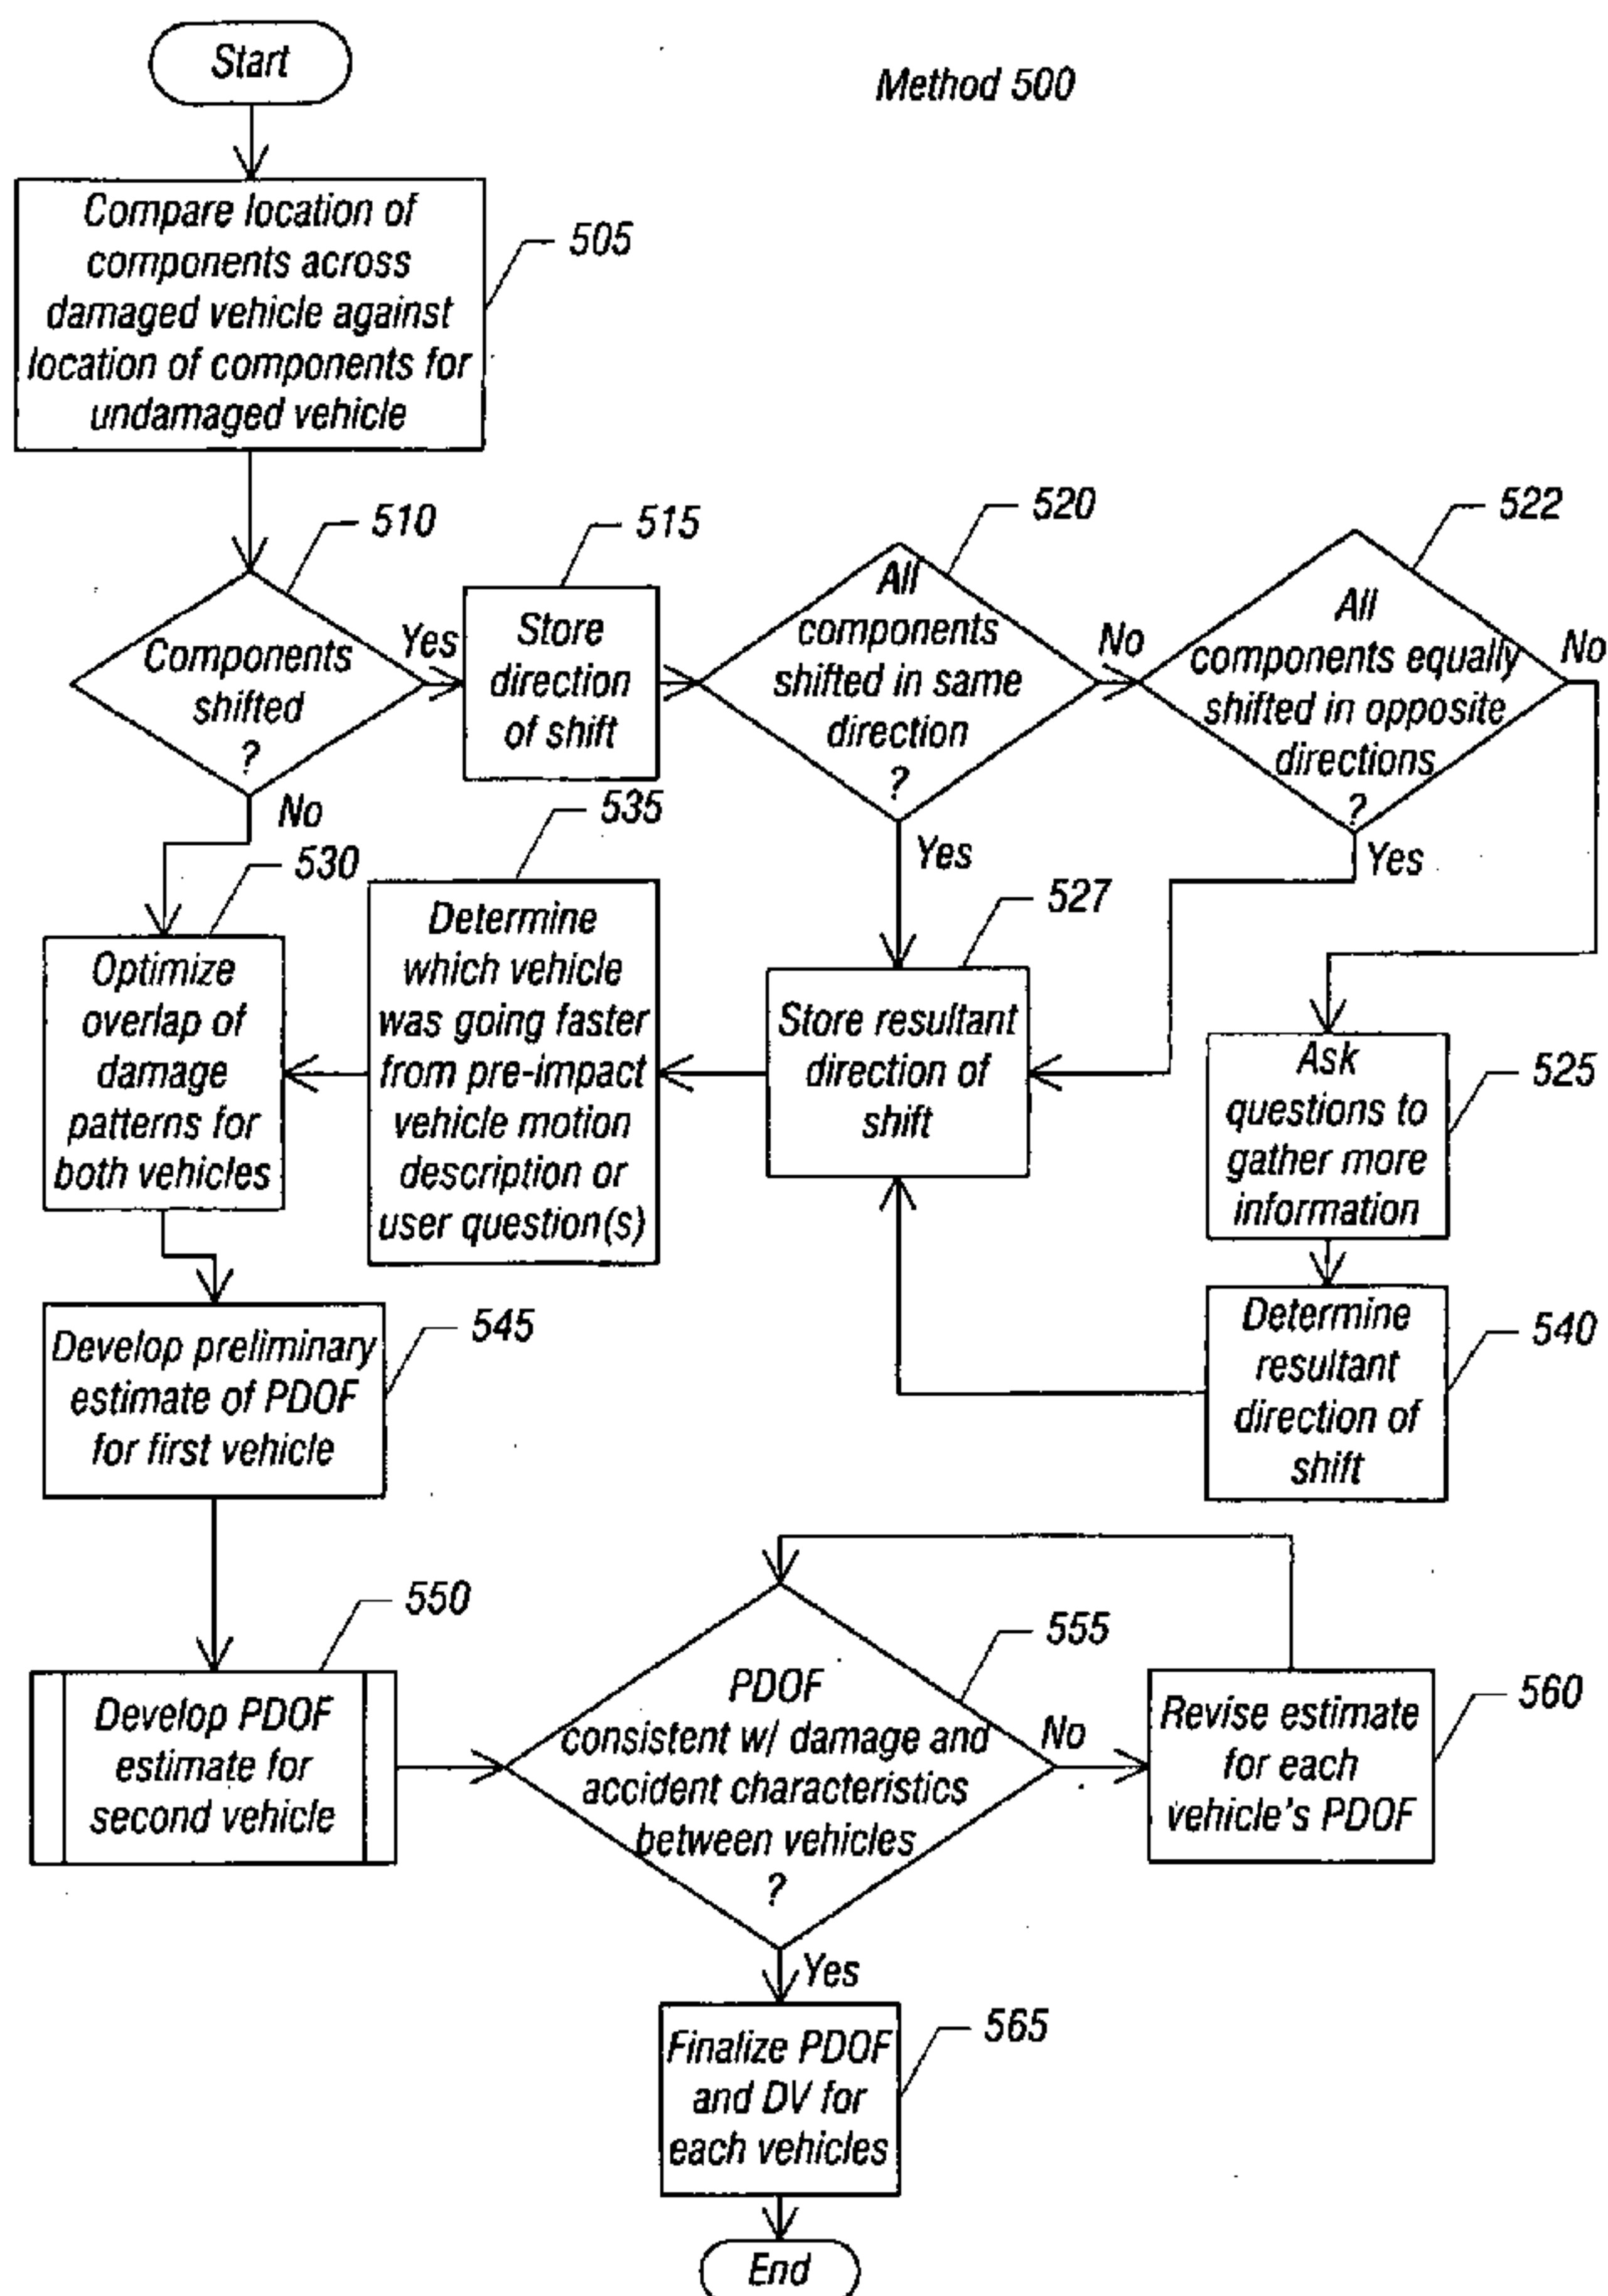 Start
Method 500
Compare location of
components across
damaged vehicle against
location of components for
undamaged vehicle
505
510
Components
shifted
?
Yes
No
515
Store
direction
of shift
520
All
components
shifted in same
direction
?
No
Yes
522
All
components equally
shifted in opposite
directions
?
No
Yes
530
Optimize
overlap of
damage
patterns for
both vehicles
535
Determine
which vehicle
was going faster
from pre-impact
vehicle motion
description or
user question(s)
527
Store resultant
direction of
shift
Ask
questions to
gather more
information
525
Determine
resultant
direction of
shift
540
Develop preliminary
estimate of PDOF
for first vehicle
545
550
Develop PDOF
estimate for
second vehicle
555
PDOF
consistent w/ damage and
accident characteristics
between vehicles
?
No
Yes
Revise estimate
for each
vehicle's PDOF
560
Finalize PDOF
and DV for
each vehicles
565
End